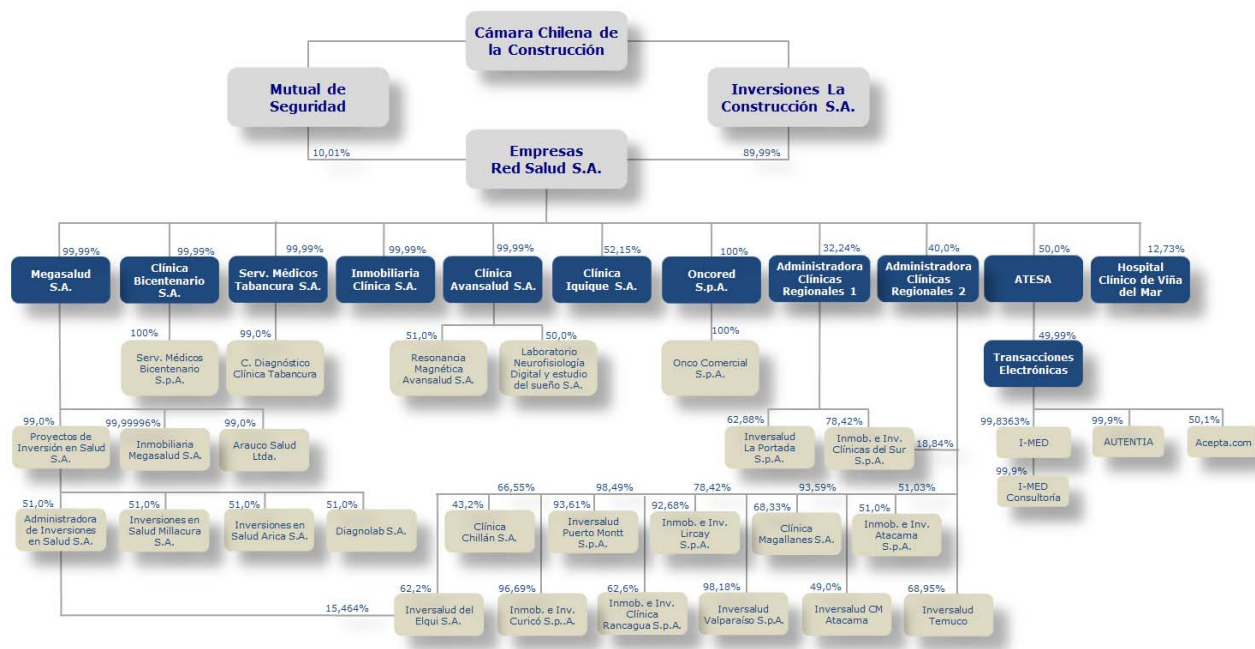 Cámara Chilena de
la Construcción
Mutual de
Seguridad
Inversiones La
Construcción S.A.
10,01%
Empresas
Red Salud S.A.
89,99%
99,99%
99,99%
99,99%
99,99%
99,99%
52,15%
100%
32,24%
40,0%
50,0%
12,73%
Megasalud
S.A.
Clínica
Bicentenario
S.A.
Serv. Médicos
Tabancura S.A.
Inmobiliaria
Clínica S.A.
Clínica
Avansalud S.A.
Clínica
Iquique S.A.
Oncored
S.p.A.
Administradora
Clínicas
Regionales 1
Administradora
Clínicas
Regionales 2
ATESA
Hospital
Clínico de Viña
del Mar
100%
99,0%
51,0%
50,0%
100%
49,99%
Serv. Médicos
Bicentenario
S.p.A.
C. Diagnóstico
Clínica Tabancura
Resonancia
Magnética
Avansalud S.A.
Laboratorio
Neurofisiología
Digital y estudio
del sueño S.A.
Onco Comercial
S.p.A.
Transacciones
Electrónicas
99,0%
99,99996%
99,0%
62,88%
78,42%
99,8363%
99,9%
50,1%
Proyectos de
Inversión en Salud
S.A.
Inmobiliaria
Megasalud S.A.
Arauco Salud
Ltda.
Inversalud
La Portada
S.p.A.
Inmob. e Inv.
Clínicas del Sur
S.p.A.
18,84%
I-MED
AUTENTIA
Acepta.com
99,9%
I-MED
Consultoría
66,55%
98,49%
78,42%
93,59%
51,03%
51,0%
51,0%
51,0%
51,0%
43,2%
93,61%
92,68%
68,33%
51,0%
Administradora
de Inversiones
en Salud S.A.
Inversiones en
Salud Millacura
S.A.
Inversiones en
Salud Arica S.A.
Diagnolab S.A.
Clínica
Chillán S.A.
Inversalud
Puerto Montt
S.p.A.
Inmob. e Inv.
Lircay
S.p.A.
Clínica
Magallanes S.A.
Inmob. e Inv.
Atacama
S.p.A.
15,464%
62,2%
96,69%
62,6%
98,18%
49,0%
68,95%
Inversalud del
Elqui S.A.
Inmob. e Inv.
Curicó S.p..A.
Inmob. e Inv.
Clínica
Rancagua S.p.A.
Inversalud
Valparaíso S.p.A.
Inversalud CM
Atacama
Inversalud
Temuco